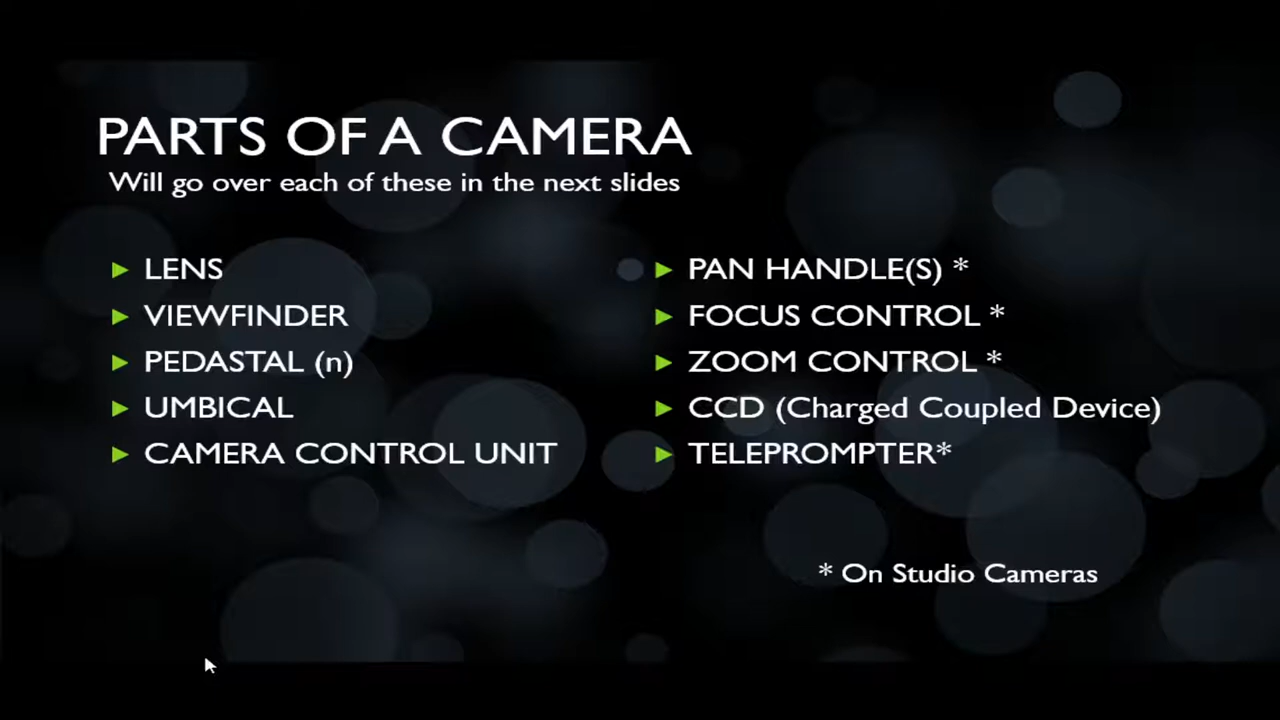 PARTS OF A CAMERA
Will go over each of these in the next slides
LENS
VIEWFINDER
PEDASTAL (n)
UMBICAL
CAMERA CONTROL UNIT
PAN HANDLE(S) *
FOCUS CONTROL *
ZOOM CONTROL *
CCD (Charged Coupled Device)
TELEPROMPTER*
* On Studio Cameras